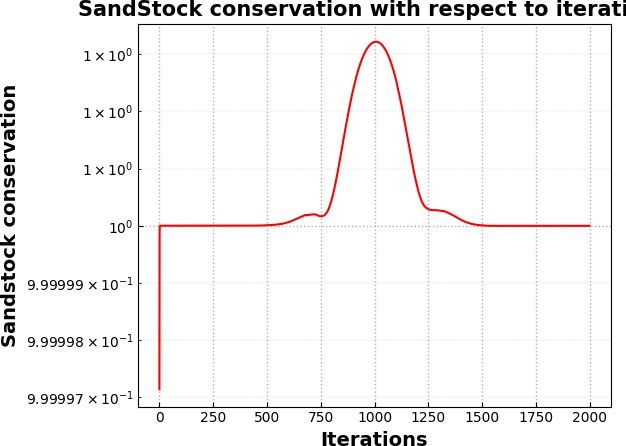 SandStock conservation with respect to iterati
Sandstock conservation
1 × 10⁰
1 × 10⁰
1 × 10⁰
10⁰
9.99999 × 10⁻¹
9.99998 × 10⁻¹
9.99997 × 10⁻¹
0 250 500 750 1000 1250 1500 1750 2000
Iterations